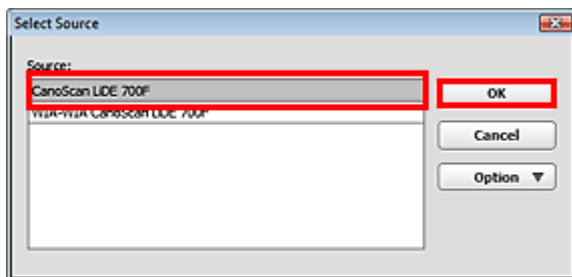 Select Source
Source:
CanoScan LiDE 700F
OK
WIA-WIA CanoScan LiDE 700F
Cancel
Option